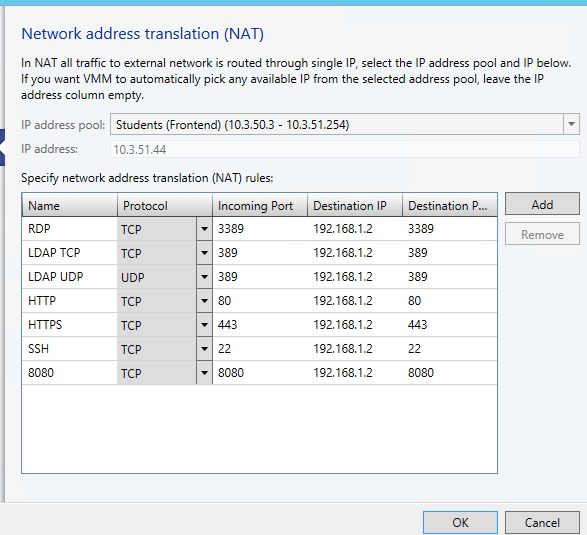 Network address translation (NAT)
In NAT all traffic to external network is routed through single IP, select the IP address pool and IP below.
If you want VMM to automatically pick any available IP from the selected address pool, leave the IP
address column empty.
IP address pool: Students (Frontend) (10.3.50.3 - 10.3.51.254)
IP address: 10.3.51.44
Specify network address translation (NAT) rules:
Name Protocol Incoming Port Destination IP Destination P... Add
RDP TCP 3389 192.168.1.2 3389 Remove
LDAP TCP TCP 389 192.168.1.2 389
LDAP UDP UDP 389 192.168.1.2 389
HTTP TCP 80 192.168.1.2 80
HTTPS TCP 443 192.168.1.2 443
SSH TCP 22 192.168.1.2 22
8080 TCP 8080 192.168.1.2 8080
OK Cancel